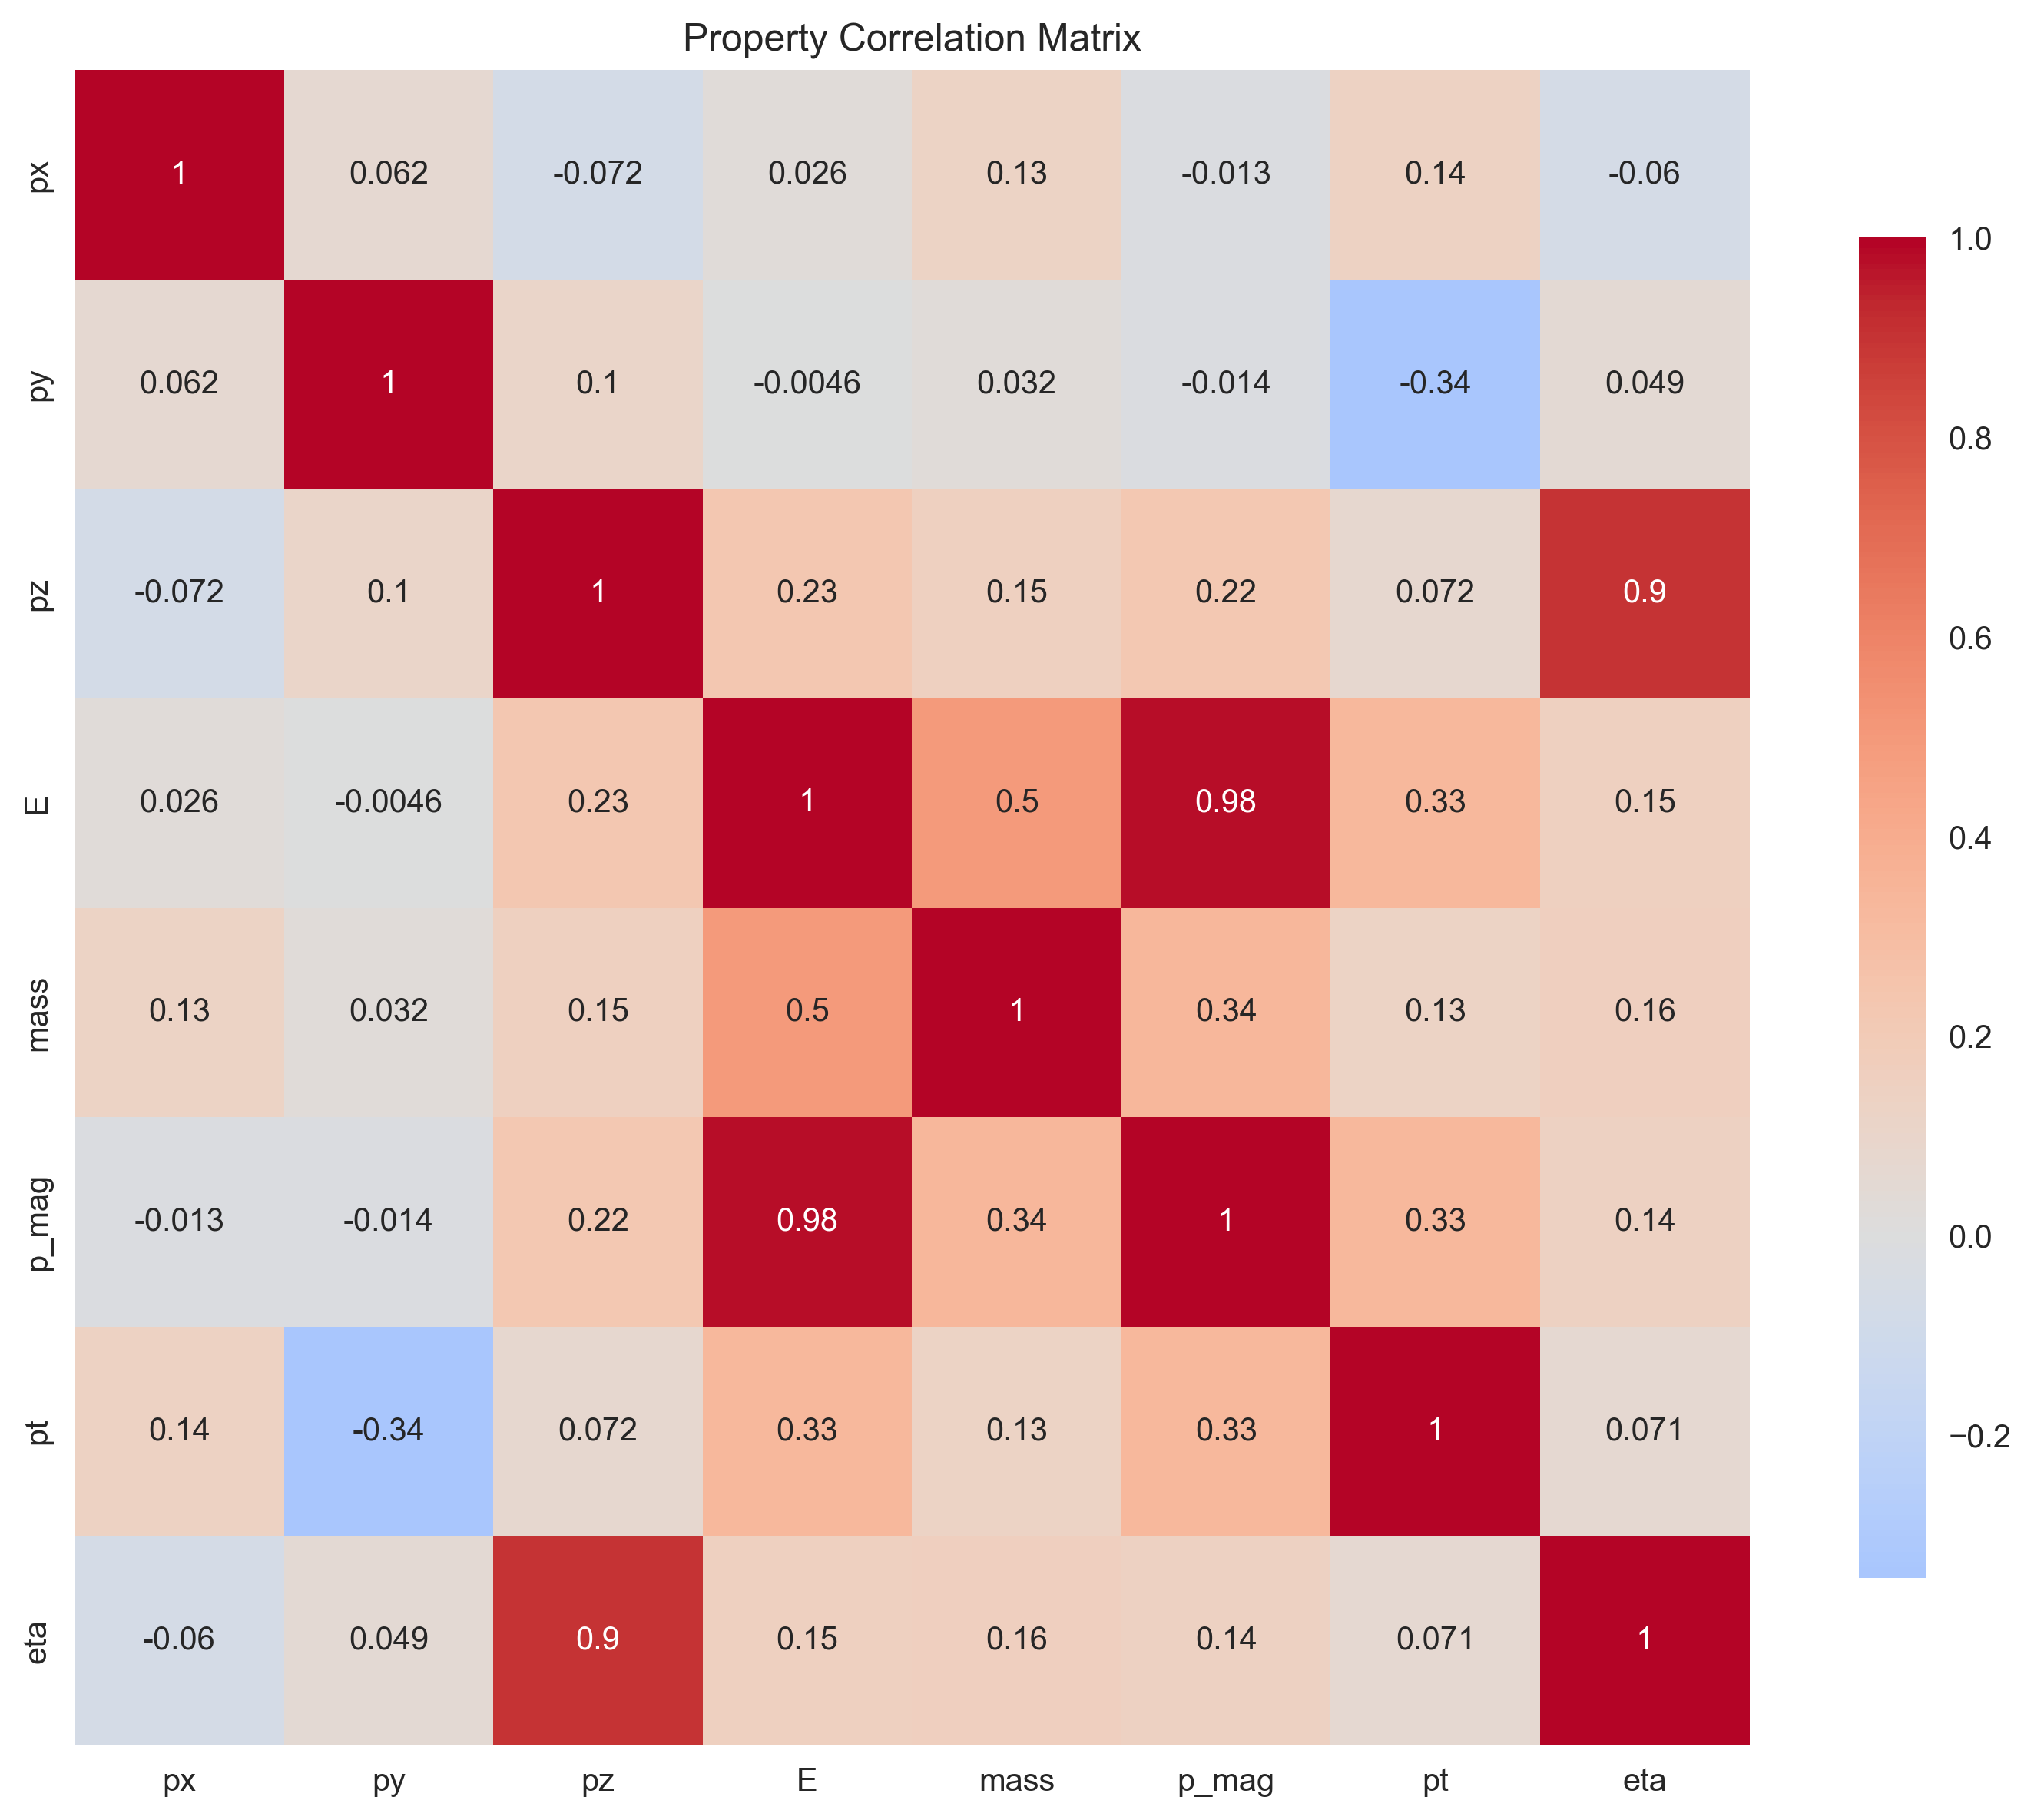 Property Correlation Matrix
px 1 0.062 -0.072 0.026 0.13 -0.013 0.14 -0.06
py 0.062 1 0.1 -0.0046 0.032 -0.014 -0.34 0.049
pz -0.072 0.1 1 0.23 0.15 0.22 0.072 0.9
E 0.026 -0.0046 0.23 1 0.5 0.98 0.33 0.15
mass 0.13 0.032 0.15 0.5 1 0.34 0.13 0.16
p_mag -0.013 -0.014 0.22 0.98 0.34 1 0.33 0.14
pt 0.14 -0.34 0.072 0.33 0.13 0.33 1 0.071
eta -0.06 0.049 0.9 0.15 0.16 0.14 0.071 1
px py pz E mass p_mag pt eta
1.0
0.8
0.6
0.4
0.2
0.0
−0.2